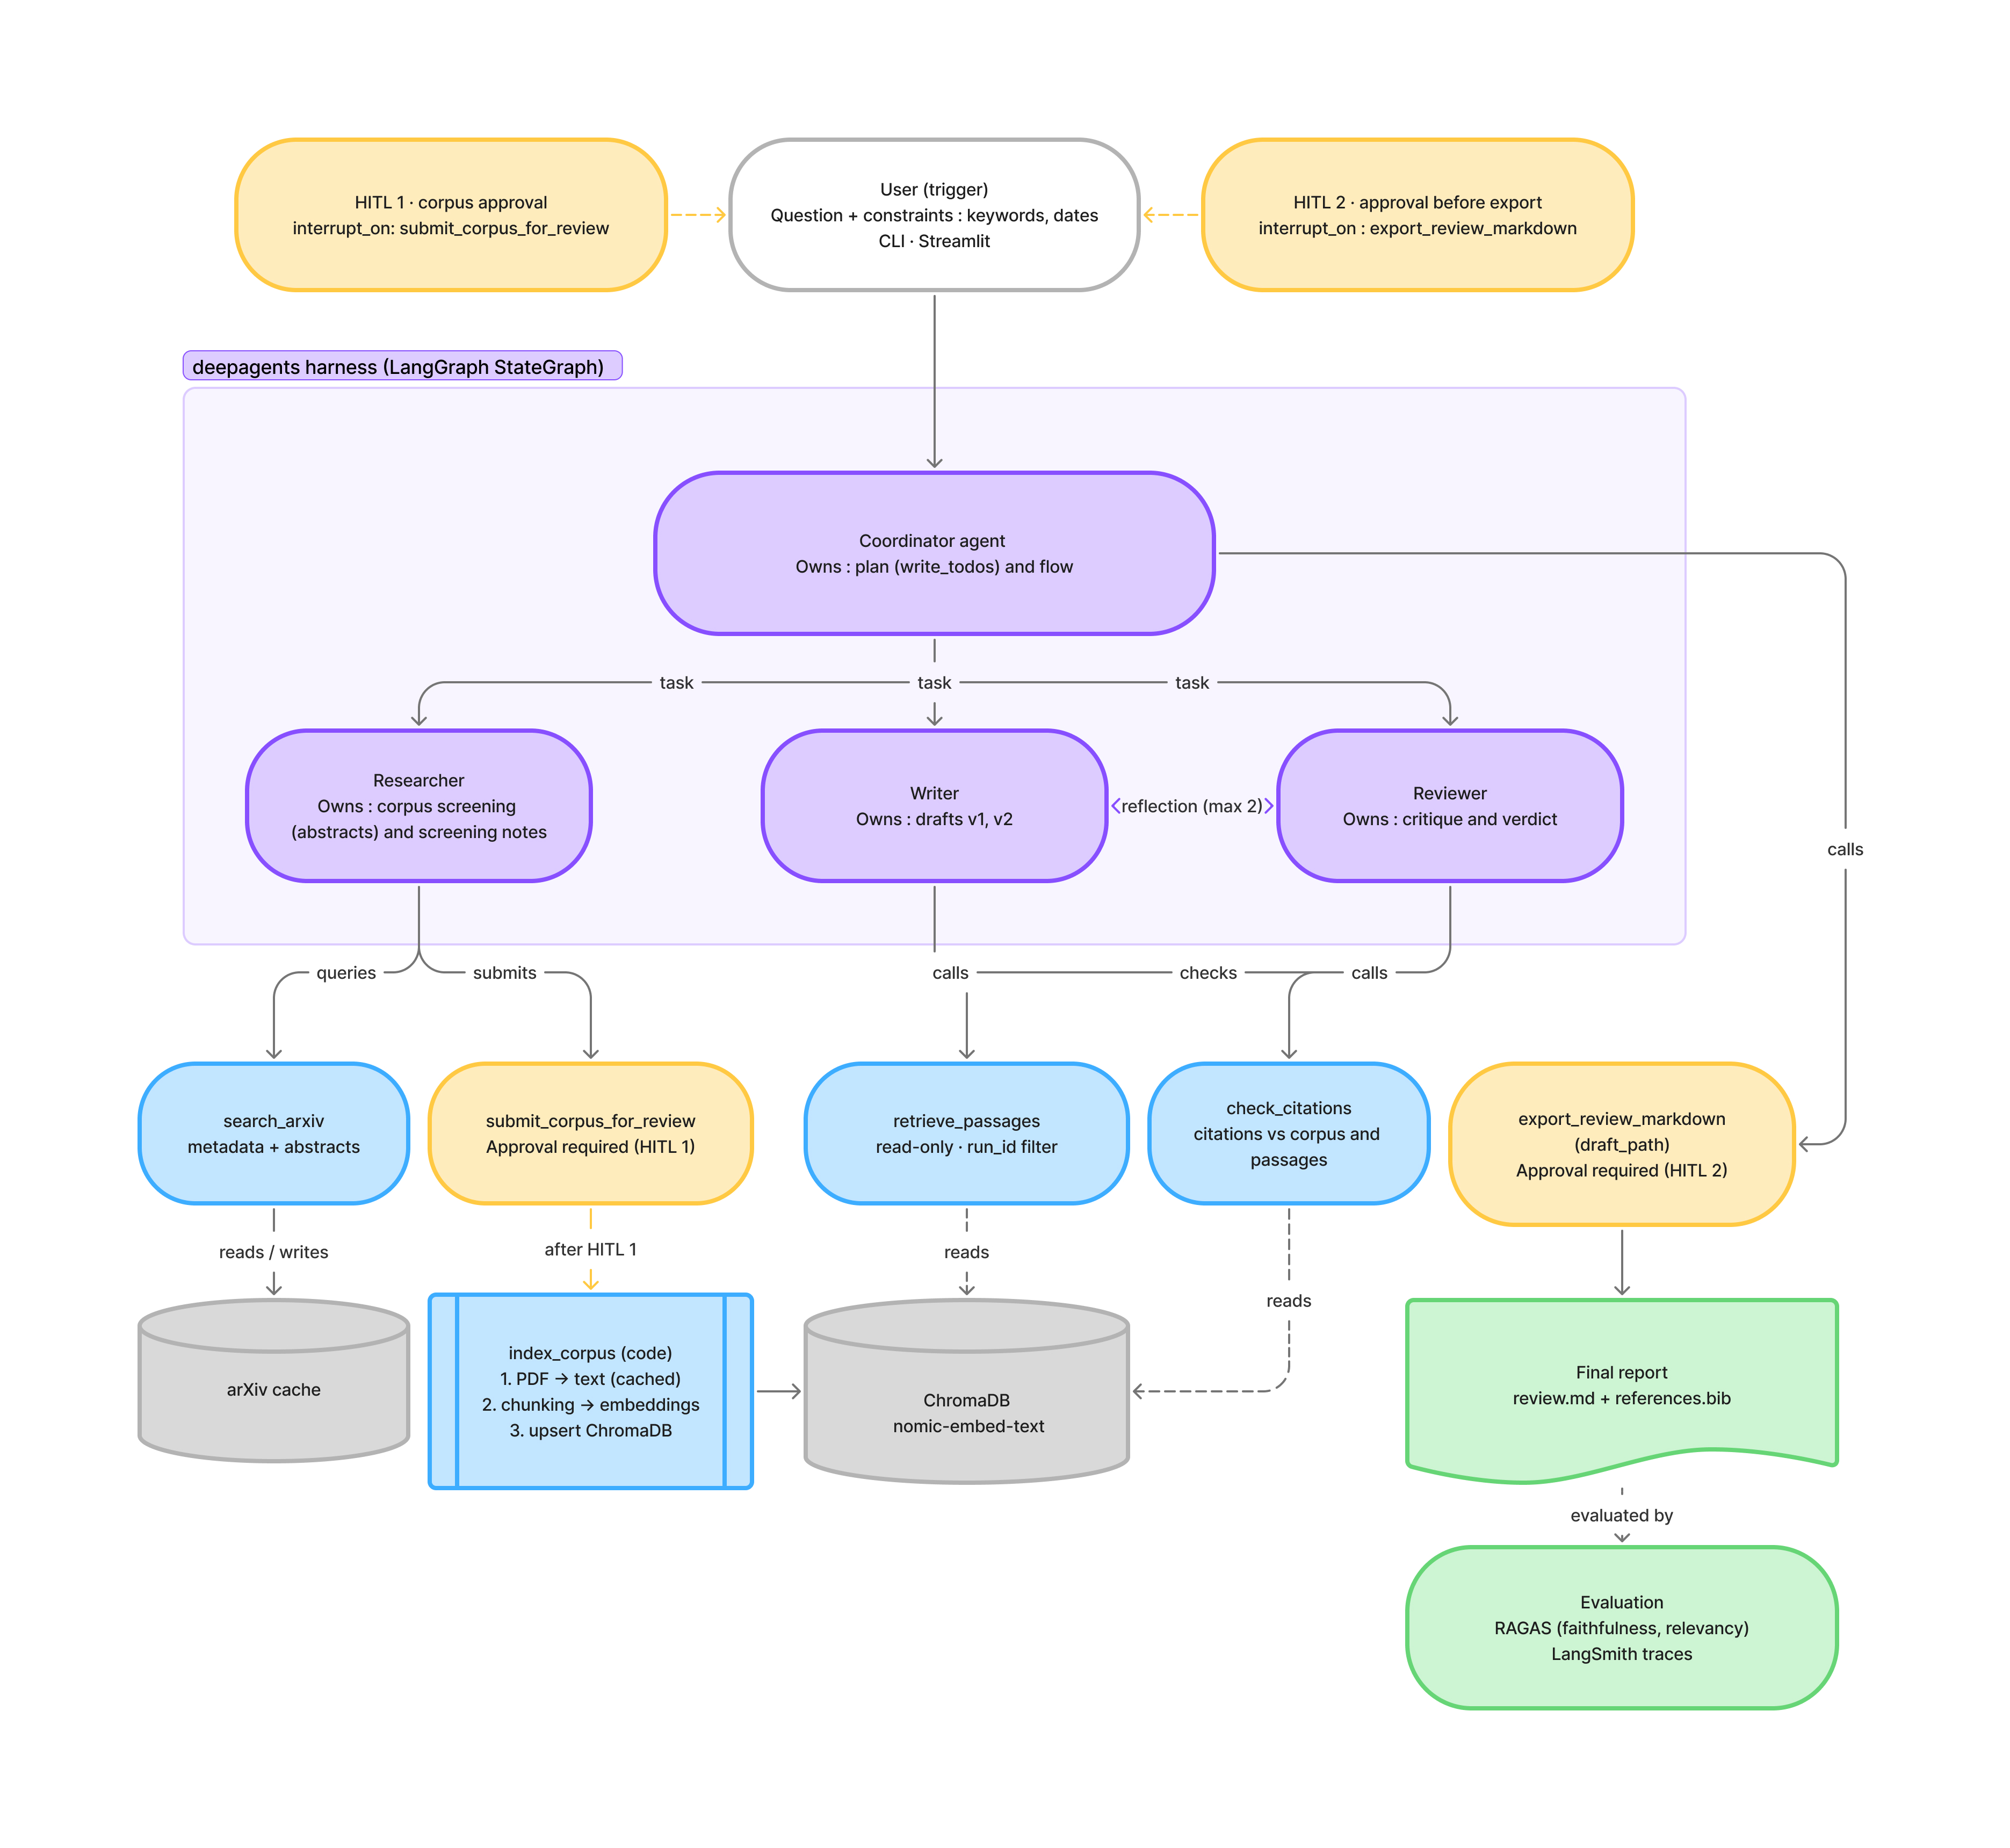 HITL 1 · corpus approval
interrupt_on: submit_corpus_for_review
User (trigger)
Question + constraints : keywords, dates
CLI · Streamlit
HITL 2 · approval before export
interrupt_on : export_review_markdown
deepagents harness (LangGraph StateGraph)
Coordinator agent
Owns : plan (write_todos) and flow
task
task
task
Researcher
Owns : corpus screening
(abstracts) and screening notes
Writer
Owns : drafts v1, v2
reflection (max 2)
Reviewer
Owns : critique and verdict
calls
queries
submits
calls
checks
calls
search_arxiv
metadata + abstracts
submit_corpus_for_review
Approval required (HITL 1)
retrieve_passages
read-only · run_id filter
check_citations
citations vs corpus and
passages
export_review_markdown
(draft_path)
Approval required (HITL 2)
reads / writes
after HITL 1
reads
reads
arXiv cache
index_corpus (code)
1. PDF → text (cached)
2. chunking → embeddings
3. upsert ChromaDB
ChromaDB
nomic-embed-text
Final report
review.md + references.bib
evaluated by
Evaluation
RAGAS (faithfulness, relevancy)
LangSmith traces